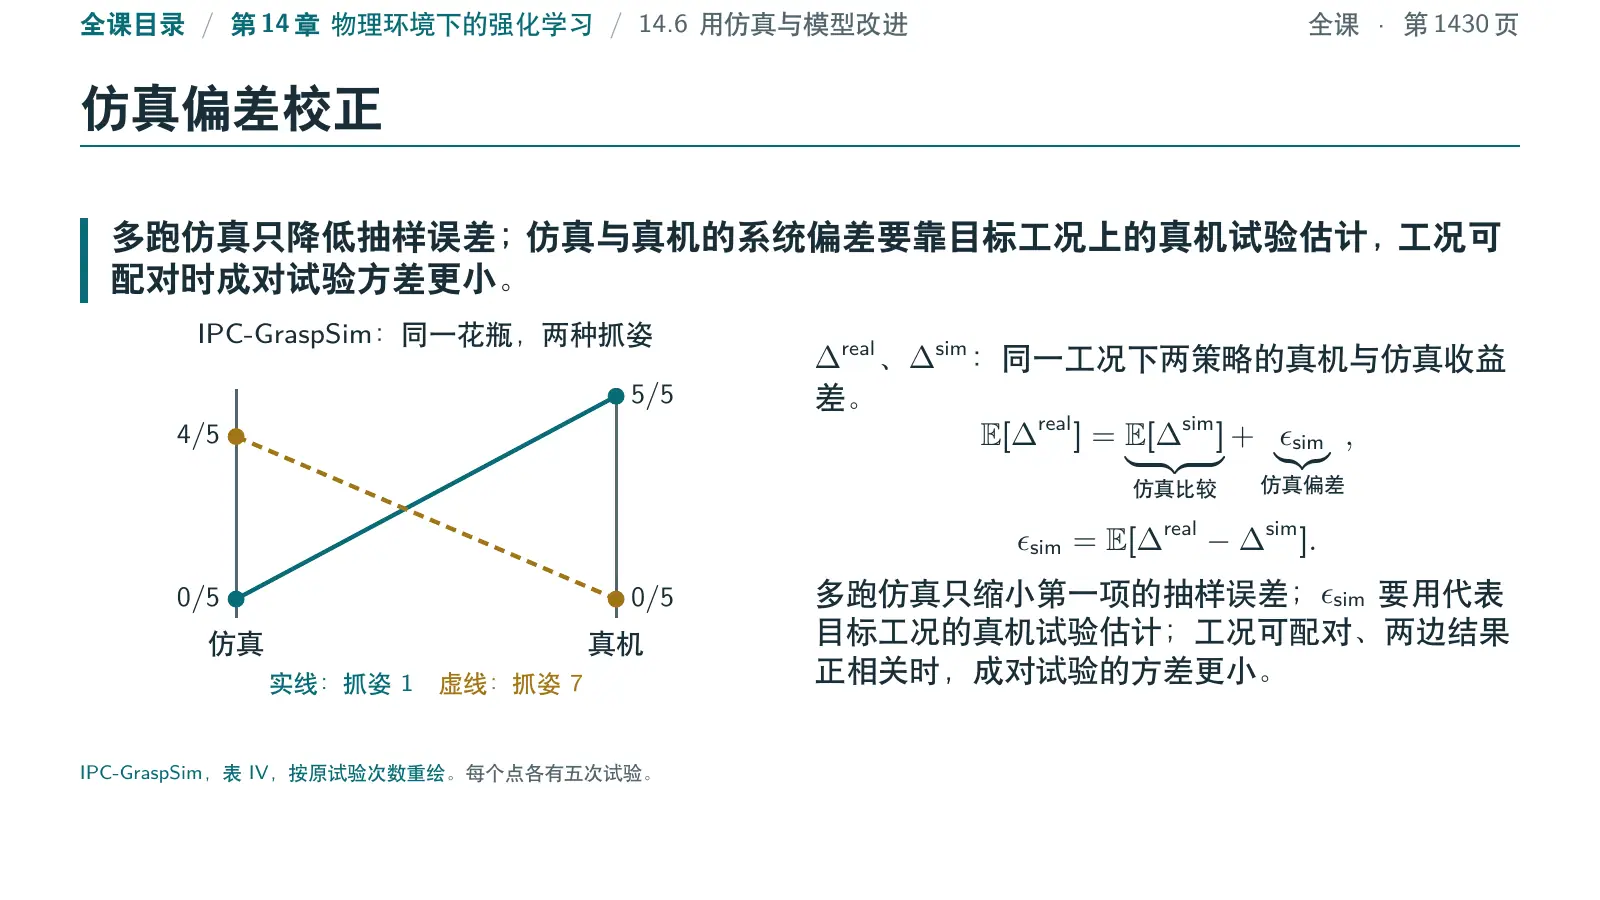 全课目录 / 第 14 章 物理环境下的强化学习 / 14.6 用仿真与模型改进
全课 · 第 1430 页
仿真偏差校正
多跑仿真只降低抽样误差；仿真与真机的系统偏差要靠目标工况上的真机试验估计，工况可
配对时成对试验方差更小。
IPC-GraspSim：同一花瓶，两种抓姿
5/5
4/5
0/5
0/5
仿真
真机
实线：抓姿 1 虚线：抓姿 7
Δ^real、Δ^sim：同一工况下两策略的真机与仿真收益
差。
𝔼[Δ^real] = 𝔼[Δ^sim] + ϵ_sim ,
仿真比较 仿真偏差
ϵ_sim = 𝔼[Δ^real − Δ^sim].
多跑仿真只缩小第一项的抽样误差；ϵ_sim 要用代表
目标工况的真机试验估计；工况可配对、两边结果
正相关时，成对试验的方差更小。
IPC-GraspSim，表 IV，按原试验次数重绘。每个点各有五次试验。